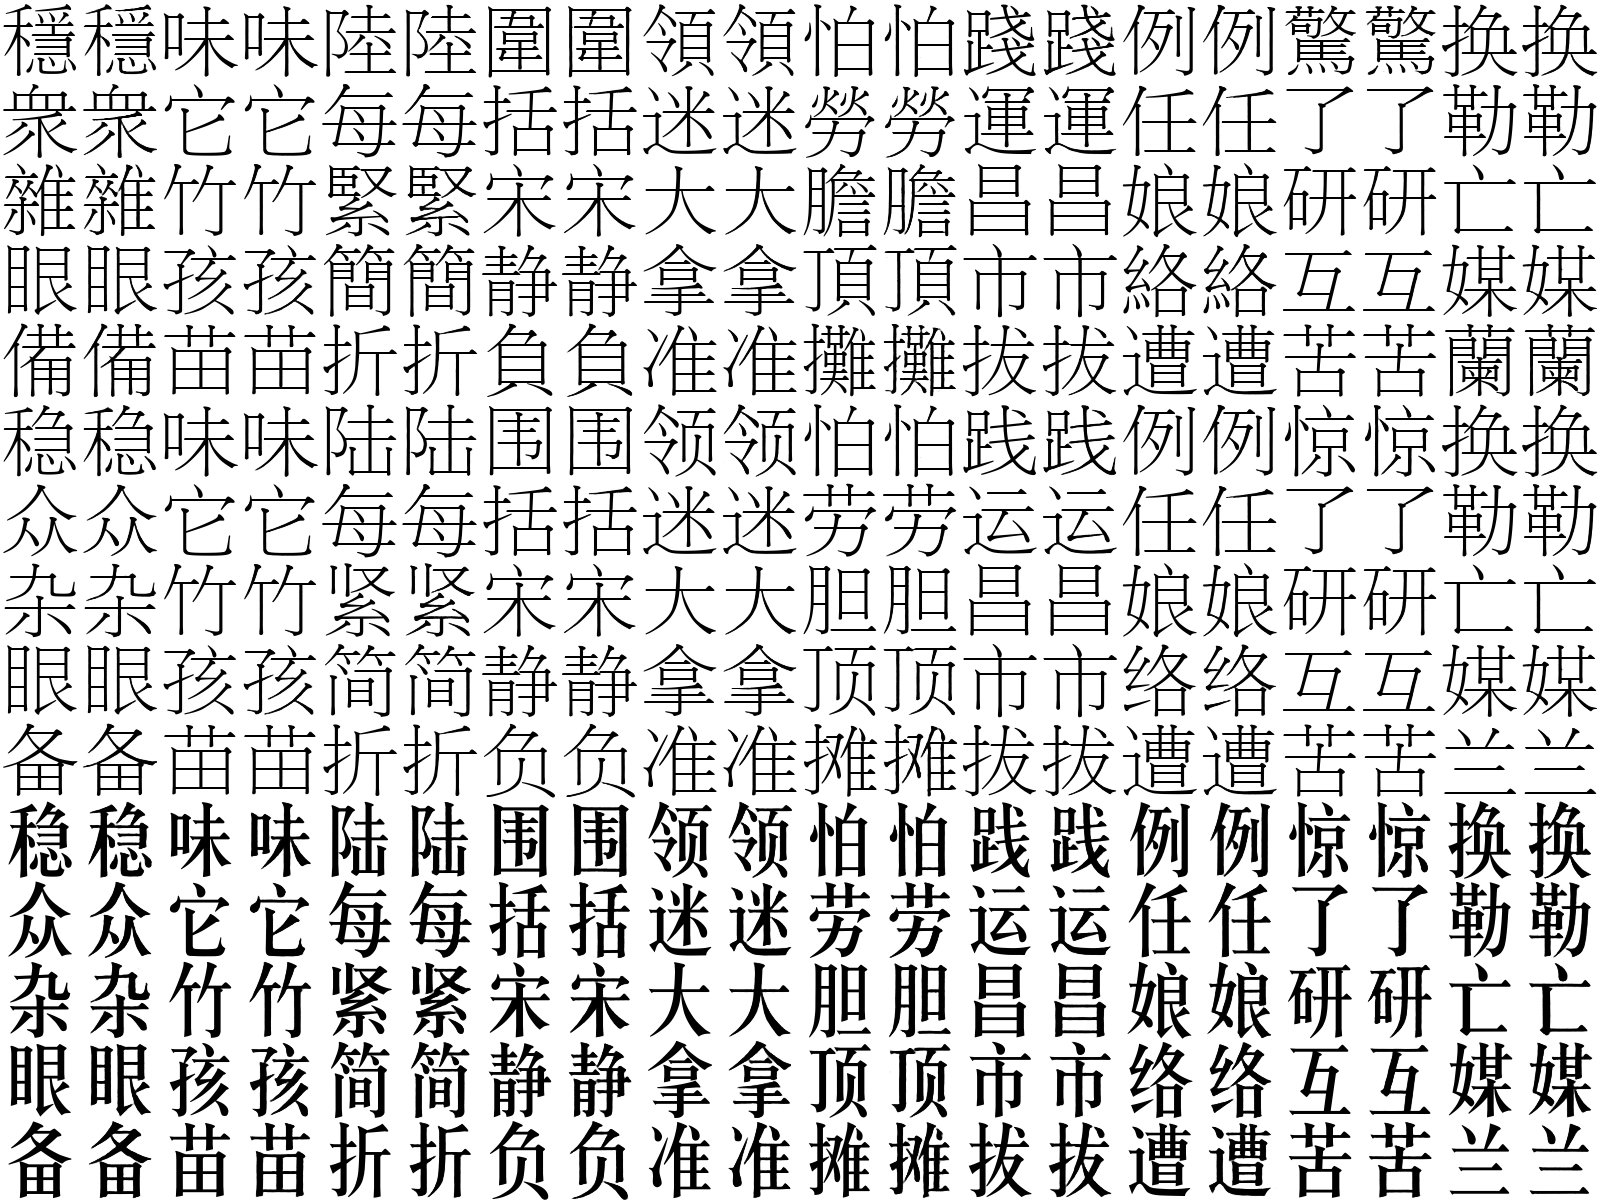 穩穩味味陸陸圍圍領領怕怕踐踐例例驚驚换换
眾眾它它每每括括迷迷勞勞運運任任了了勒勒
雜雜竹竹緊緊宋宋大大膽膽昌昌娘娘研研亡亡
眼眼孩孩簡簡静静拿拿頂頂市市絡絡互互媒媒
備備苗苗折折負負准准攤攤拔拔遭遭苦苦蘭蘭
稳稳味味陆陆围围领领怕怕践践例例惊惊换换
众众它它每每括括迷迷劳劳运运任任了了勒勒
杂杂竹竹紧紧宋宋大大胆胆昌昌娘娘研研亡亡
眼眼孩孩简简静静拿拿顶顶市市络络互互媒媒
备备苗苗折折负负准准摊摊拔拔遭遭苦苦兰兰
稳稳味味陆陆围围领领怕怕践践例例惊惊换换
众众它它每每括括迷迷劳劳运运任任了了勒勒
杂杂竹竹紧紧宋宋大大胆胆昌昌娘娘研研亡亡
眼眼孩孩简简静静拿拿顶顶市市络络互互媒媒
备备苗苗折折负负准准摊摊拔拔遭遭苦苦兰兰